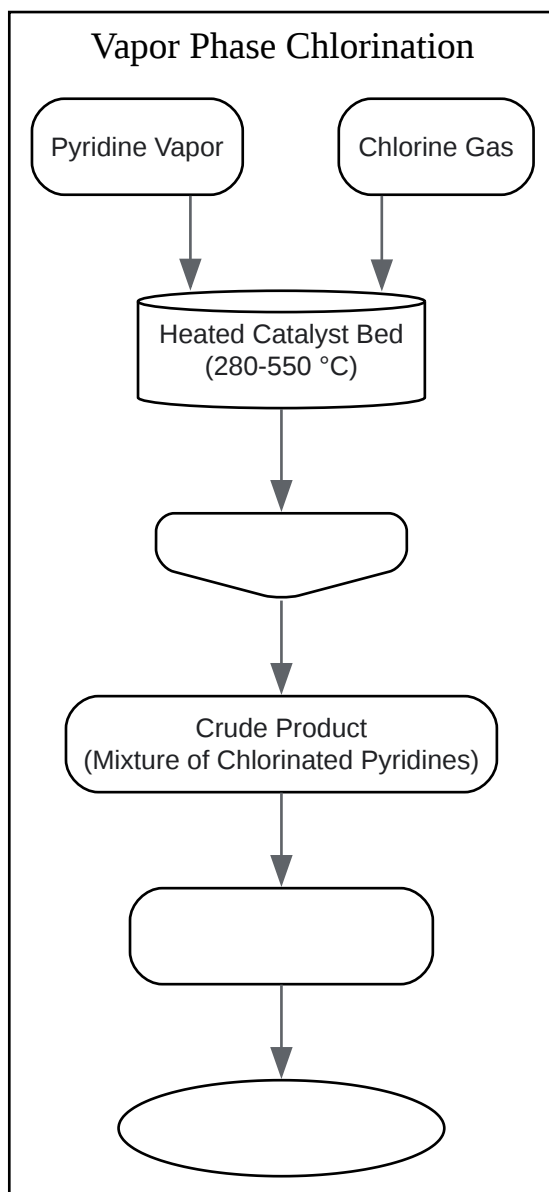 Vapor Phase Chlorination
Pyridine Vapor
Chlorine Gas
Heated Catalyst Bed
(280-550 °C)
Crude Product
(Mixture of Chlorinated Pyridines)